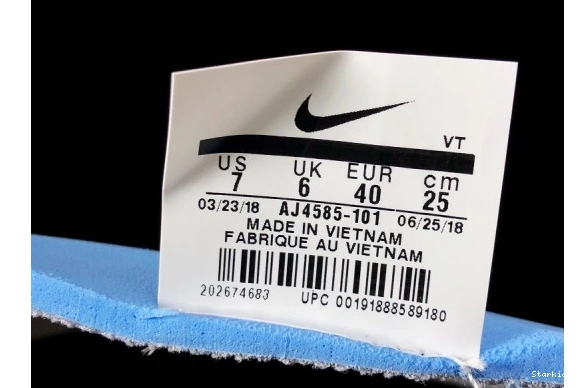 VT
US UK EUR cm
7 6 40 25
03/23/18 AJ4585-101 06/25/18
MADE IN VIETNAM
FABRIQUE AU VIETNAM
202674683 UPC 00191888589180